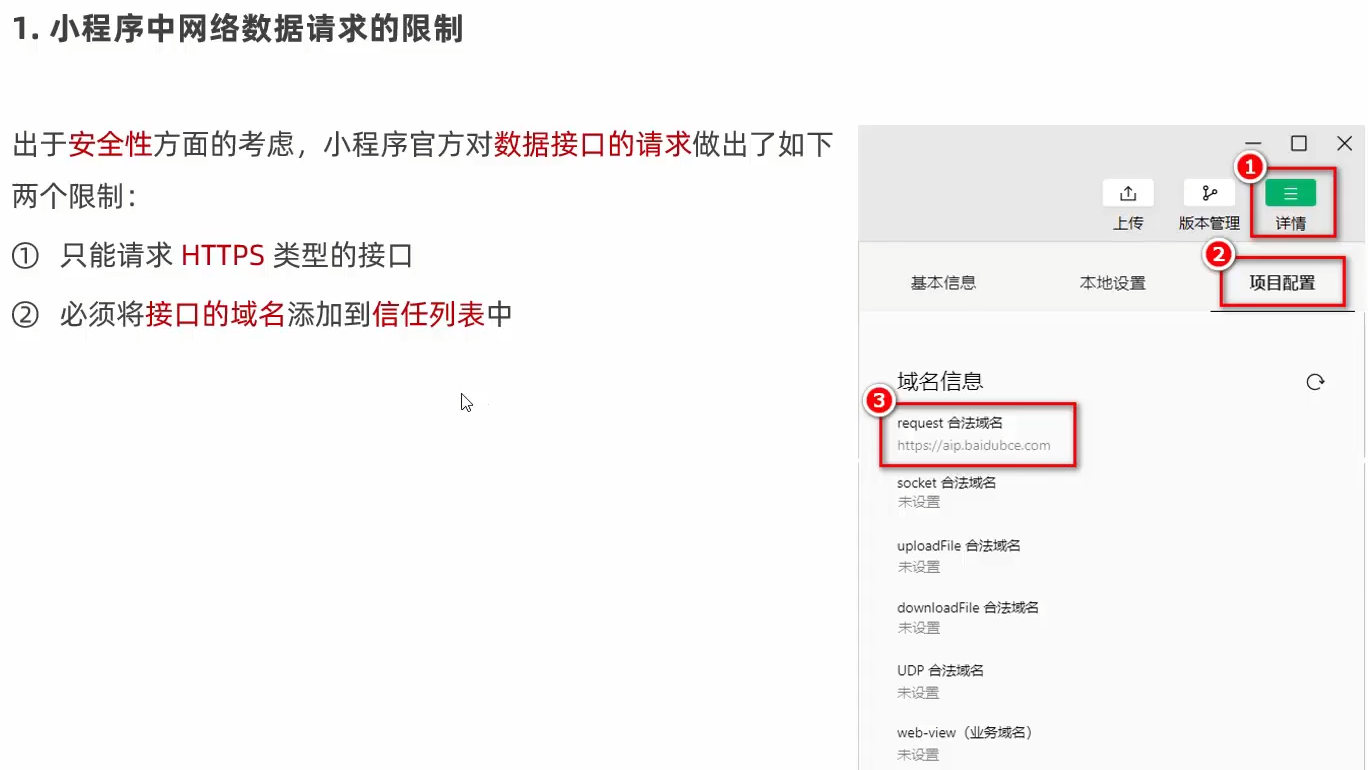 1. 小程序中网络数据请求的限制
出于安全性方面的考虑，小程序官方对数据接口的请求做出了如下
两个限制：
① 只能请求 HTTPS 类型的接口
② 必须将接口的域名添加到信任列表中
1
上传
版本管理
详情
2
基本信息
本地设置
项目配置
域名信息
3
request 合法域名
https://aip.baidubce.com
socket 合法域名
未设置
uploadFile 合法域名
未设置
downloadFile 合法域名
未设置
UDP 合法域名
未设置
web-view（业务域名）
未设置